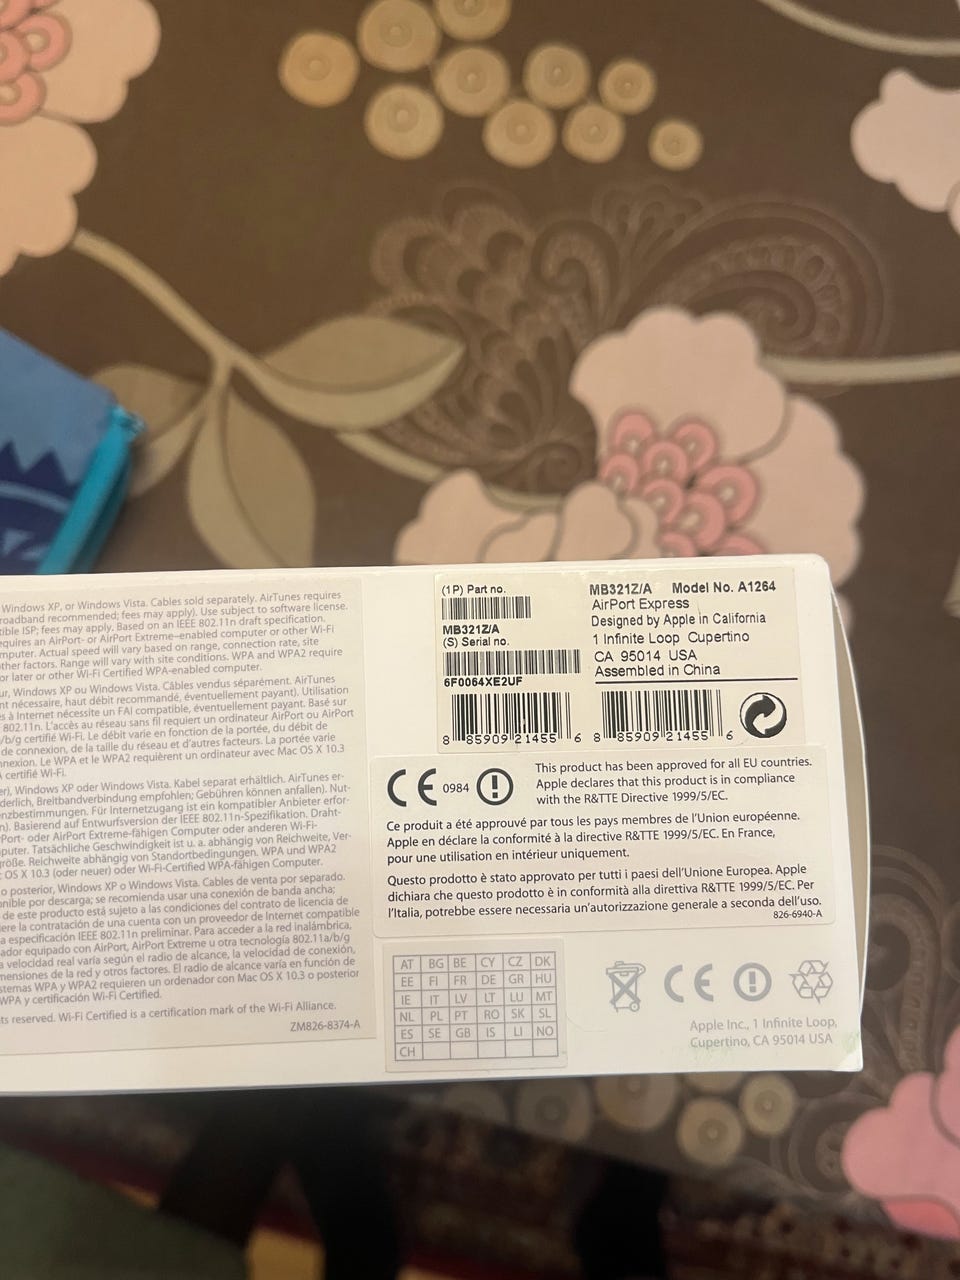 Windows XP, or Windows Vista. Cables sold separately. AirTunes requires
broadband recommended; fees may apply). Use subject to software license.
ISP; fees may apply. Based on an IEEE 802.11n draft specification.
requires an AirPort- or AirPort Extreme–enabled computer or other Wi-Fi
computer. Actual speed will vary based on range, connection rate, site
other factors. Range will vary with site conditions. WPA and WPA2 require
or later or other Wi-Fi Certified WPA-enabled computer.
Windows XP ou Windows Vista. Câbles vendus séparément. AirTunes
nécessaire, haut débit recommandé, éventuellement payant). Utilisation
s à Internet nécessite un FAI compatible, éventuellement payant. Basé sur
802.11n. L'accès au réseau sans fil requiert un ordinateur AirPort ou AirPort
/b/g certifié Wi-Fi. Le débit varie en fonction de la portée, du débit de
de connexion, de la taille du réseau et d'autres facteurs. La portée varie
nnexion. Le WPA et le WPA2 requièrent un ordinateur avec Mac OS X 10.3
certifié Wi-Fi.
Windows XP oder Windows Vista. Kabel separat erhältlich. AirTunes er-
derlich, Breitbandverbindung empfohlen; Gebühren können anfallen). Nut-
zbestimmungen. Für Internetzugang ist ein kompatibler Anbieter erfor-
n). Basierend auf Entwurfsversion der IEEE 802.11n-Spezifikation. Draht-
Port- oder AirPort Extreme-fähigen Computer oder anderen Wi-Fi-
mputer. Tatsächliche Geschwindigkeit ist u. a. abhängig von Reichweite, Ver-
größe. Reichweite abhängig von Standortbedingungen. WPA und WPA2
OS X 10.3 (oder neuer) oder Wi-Fi-Certified WPA-fähigen Computer.
o posterior, Windows XP o Windows Vista. Cables de venta por separado.
onible por descarga; se recomienda usar una conexión de banda ancha;
de este producto está sujeto a las condiciones del contrato de licencia de
ere la contratación de una cuenta con un proveedor de Internet compatible
a especificación IEEE 802.11n preliminar. Para acceder a la red inalámbrica,
ador equipado con AirPort, AirPort Extreme u otra tecnología 802.11a/b/g
a velocidad real varía según el radio de alcance, la velocidad de conexión,
mensiones de la red y otros factores. El radio de alcance varía en función de
stemas WPA y WPA2 requieren un ordenador con Mac OS X 10.3 o posterior
WPA y certificación Wi-Fi Certified.
ts reserved. Wi-Fi Certified is a certification mark of the Wi-Fi Alliance.
ZM826-8374-A
(1P) Part no.
MB321Z/A
(S) Serial no.
6F0064XE2UF
8 85909 21455 6
MB321Z/A Model No. A1264
AirPort Express
Designed by Apple in California
1 Infinite Loop Cupertino
CA 95014 USA
Assembled in China
8 85909 21455 6
CE 0984
This product has been approved for all EU countries.
Apple declares that this product is in compliance
with the R&TTE Directive 1999/5/EC.
Ce produit a été approuvé par tous les pays membres de l'Union européenne.
Apple en déclare la conformité à la directive R&TTE 1999/5/EC. En France,
pour une utilisation en intérieur uniquement.
Questo prodotto è stato approvato per tutti i paesi dell'Unione Europea. Apple
dichiara che questo prodotto è in conformità alla direttiva R&TTE 1999/5/EC. Per
l'Italia, potrebbe essere necessaria un'autorizzazione generale a seconda dell'uso.
826-6940-A
AT BG BE CY CZ DK
EE FI FR DE GR HU
IE IT LV LT LU MT
NL PL PT RO SK SL
ES SE GB IS LI NO
CH
CE
Apple Inc., 1 Infinite Loop,
Cupertino, CA 95014 USA